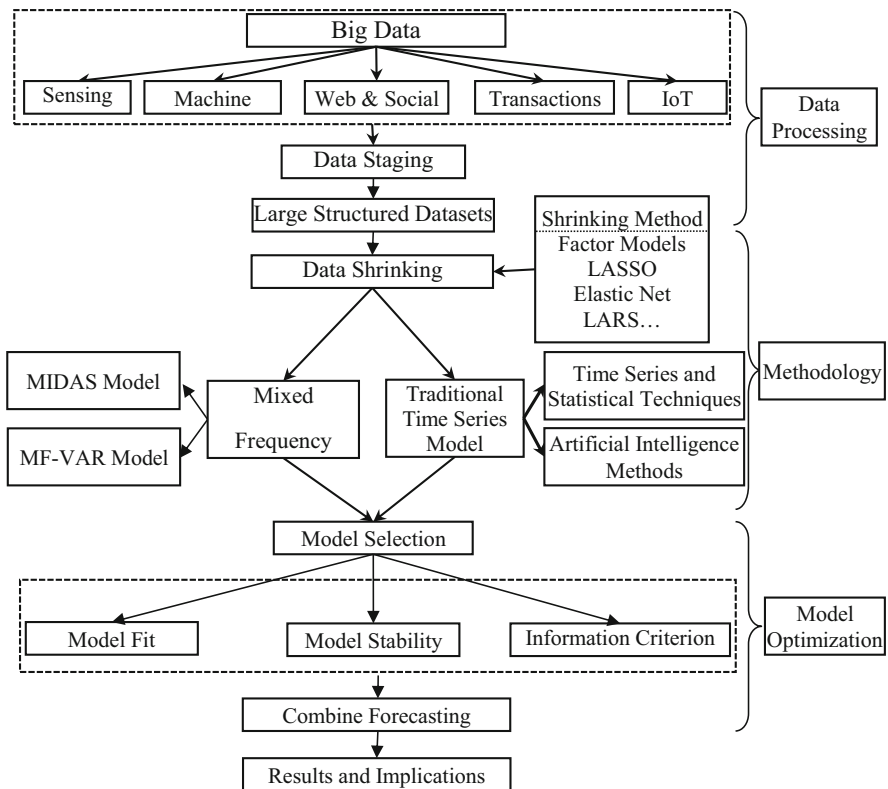 Big Data
Sensing
Machine
Web & Social
Transactions
IoT
Data
Processing
Data Staging
Large Structured Datasets
Shrinking Method
Factor Models
LASSO
Elastic Net
LARS…
Data Shrinking
MIDAS Model
MF-VAR Model
Mixed
Frequency
Traditional
Time Series
Model
Time Series and
Statistical Techniques
Artificial Intelligence
Methods
Methodology
Model Selection
Model Fit
Model Stability
Information Criterion
Model
Optimization
Combine Forecasting
Results and Implications